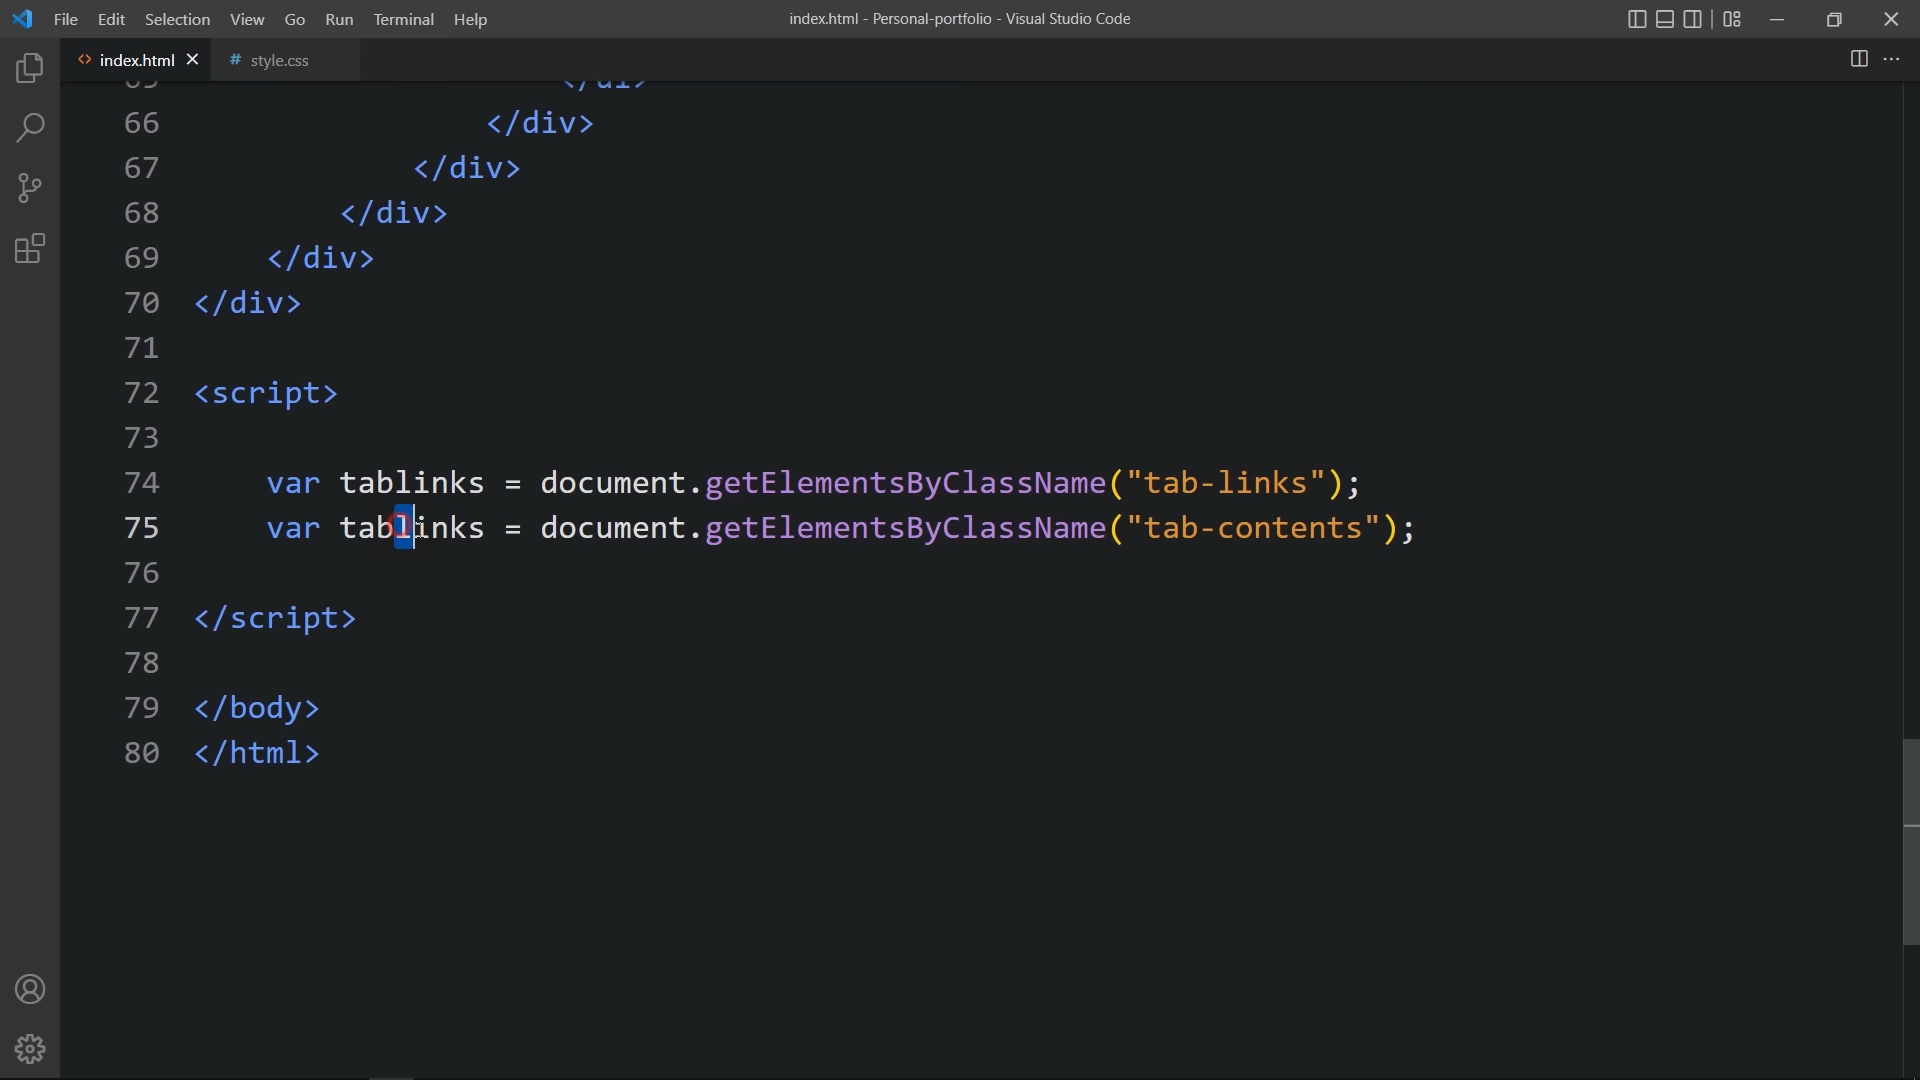 File Edit Selection View Go Run Terminal Help
index.html - Personal-portfolio - Visual Studio Code
<> index.html
# style.css
65 </ul>
66 </div>
67 </div>
68 </div>
69 </div>
70 </div>
71
72 <script>
73
74 var tablinks = document.getElementsByClassName("tab-links");
75 var tablinks = document.getElementsByClassName("tab-contents");
76
77 </script>
78
79 </body>
80 </html>